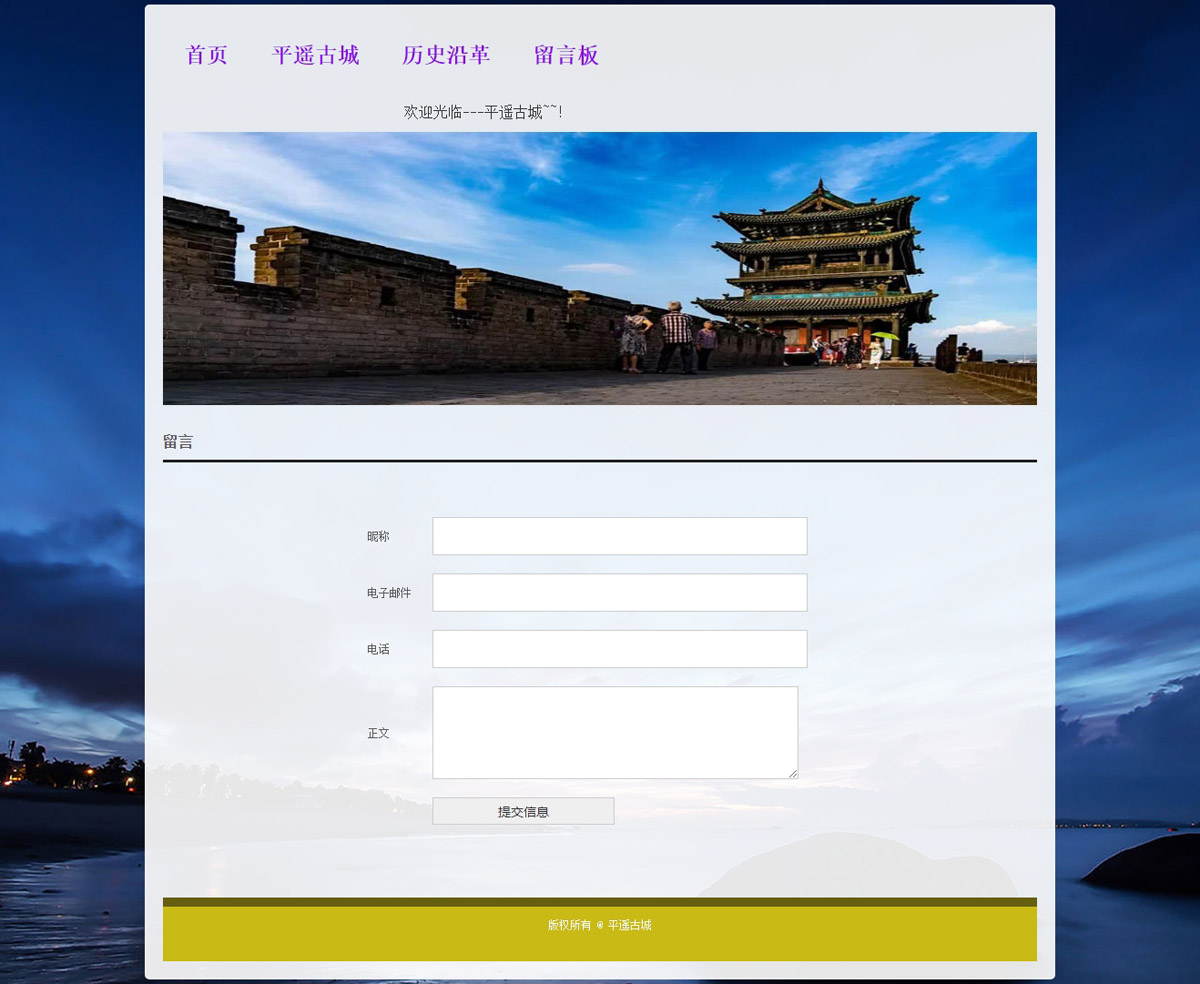 首页 平遥古城 历史沿革 留言板
欢迎光临---平遥古城~~!
留言
昵称
电子邮件
电话
正文
提交信息
版权所有 @ 平遥古城